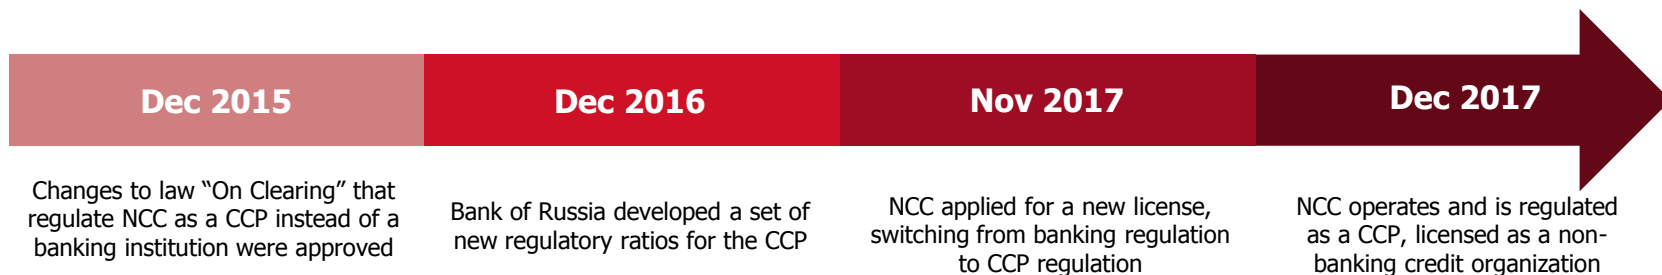 Dec 2015
Dec 2016
Nov 2017
Dec 2017
Changes to law “On Clearing” that
regulate NCC as a CCP instead of a
banking institution were approved
Bank of Russia developed a set of
new regulatory ratios for the CCP
NCC applied for a new license,
switching from banking regulation
to CCP regulation
NCC operates and is regulated
as a CCP, licensed as a non-
banking credit organization